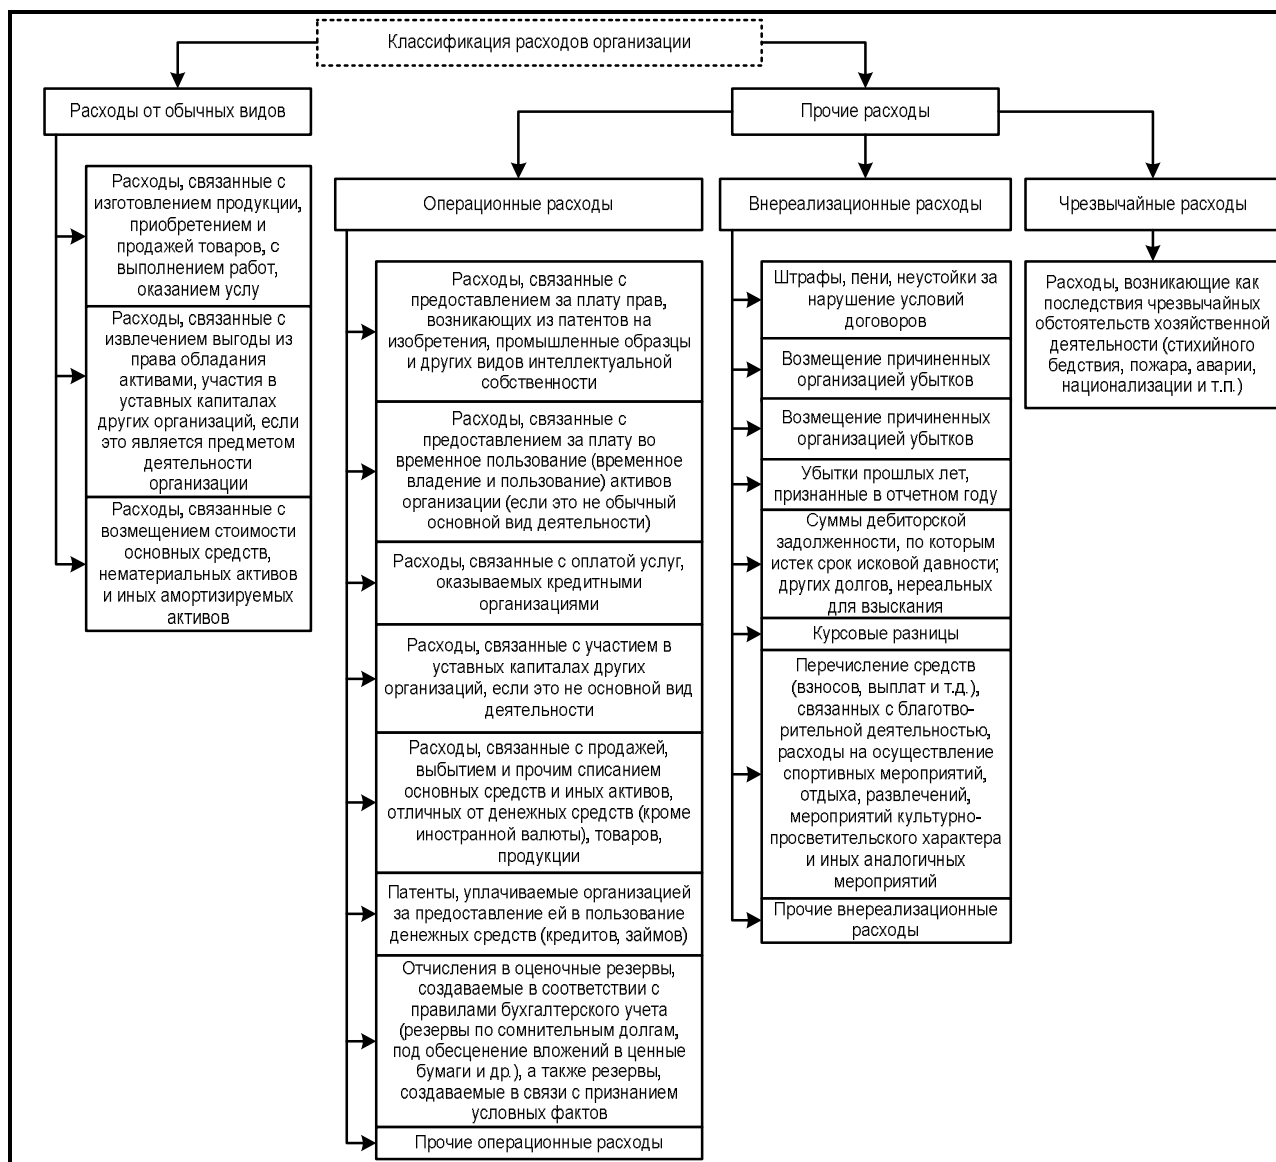 Классификация расходов организации
Расходы от обычных видов
Прочие расходы
Расходы, связанные с
изготовлением продукции,
приобретением и
продажей товаров, с
выполнением работ,
оказанием услу
Расходы, связанные с
извлечением выгоды из
права обладания
активами, участия в
уставных капиталах
других организаций, если
это является предметом
деятельности
организации
Расходы, связанные с
возмещением стоимости
основных средств,
нематериальных активов
и иных амортизируемых
активов
Операционные расходы
Расходы, связанные с
предоставлением за плату прав,
возникающих из патентов на
изобретения, промышленные образцы
и других видов интеллектуальной
собственности
Расходы, связанные с
предоставлением за плату во
временное пользование (временное
владение и пользование) активов
организации (если это не обычный
основной вид деятельности)
Расходы, связанные с оплатой услуг,
оказываемых кредитными
организациями
Расходы, связанные с участием в
уставных капиталах других
организаций, если это не основной вид
деятельности
Расходы, связанные с продажей,
выбытием и прочим списанием
основных средств и иных активов,
отличных от денежных средств (кроме
иностранной валюты), товаров,
продукции
Патенты, уплачиваемые организацией
за предоставление ей в пользование
денежных средств (кредитов, займов)
Отчисления в оценочные резервы,
создаваемые в соответствии с
правилами бухгалтерского учета
(резервы по сомнительным долгам,
под обесценение вложений в ценные
бумаги и др.), а также резервы,
создаваемые в связи с признанием
условных фактов
Прочие операционные расходы
Внереализационные расходы
Штрафы, пени, неустойки за
нарушение условий
договоров
Возмещение причиненных
организацией убытков
Возмещение причиненных
организацией убытков
Убытки прошлых лет,
признанные в отчетном году
Суммы дебиторской
задолженности, по которым
истек срок исковой давности;
других долгов, нереальных
для взыскания
Курсовые разницы
Перечисление средств
(взносов, выплат и т.д.),
связанных с благотво-
рительной деятельностью,
расходы на осуществление
спортивных мероприятий,
отдыха, развлечений,
мероприятий культурно-
просветительского характера
и иных аналогичных
мероприятий
Прочие внереализационные
расходы
Чрезвычайные расходы
Расходы, возникающие как
последствия чрезвычайных
обстоятельств хозяйственной
деятельности (стихийного
бедствия, пожара, аварии,
национализации и т.п.)